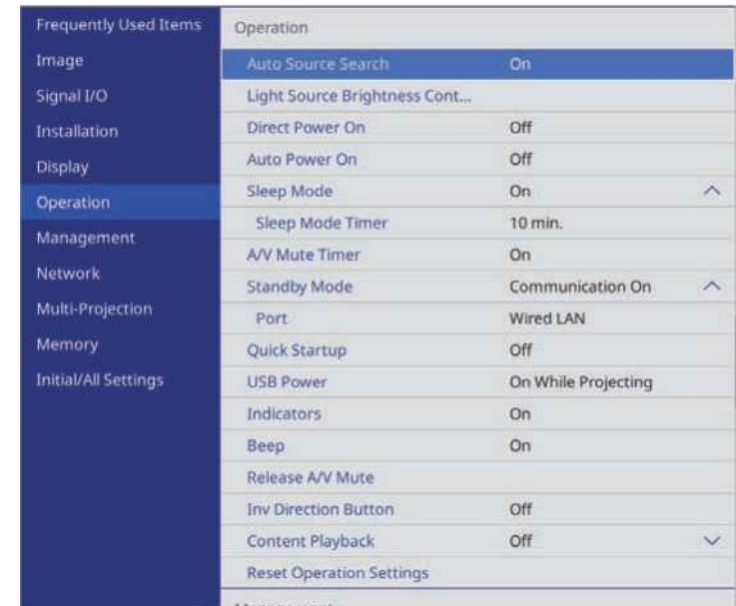 Frequently Used Items
Image
Signal I/O
Installation
Display
Operation
Management
Network
Multi-Projection
Memory
Initial/All Settings
Operation
Auto Source Search On
Light Source Brightness Cont...
Direct Power On Off
Auto Power On Off
Sleep Mode On
Sleep Mode Timer 10 min.
A/V Mute Timer On
Standby Mode Communication On
Port Wired LAN
Quick Startup Off
USB Power On While Projecting
Indicators On
Beep On
Release A/V Mute
Inv Direction Button Off
Content Playback Off
Reset Operation Settings